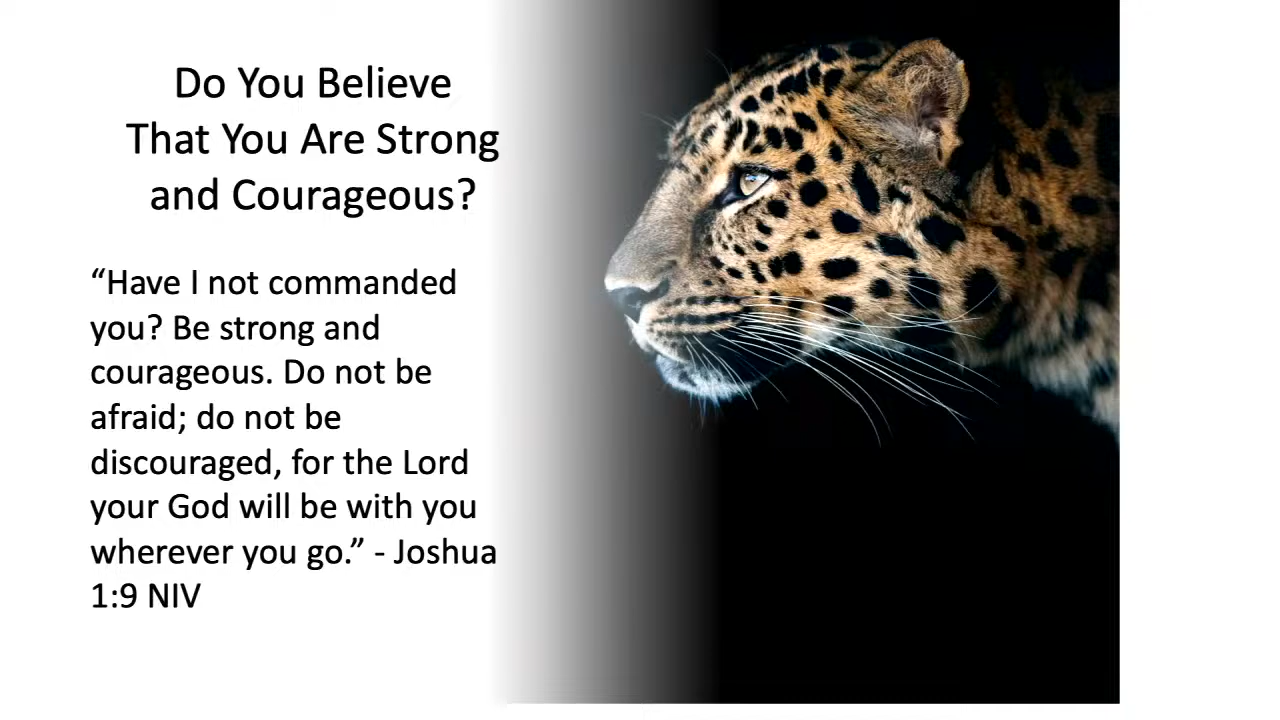 Do You Believe
That You Are Strong
and Courageous?
“Have I not commanded
you? Be strong and
courageous. Do not be
afraid; do not be
discouraged, for the Lord
your God will be with you
wherever you go.” - Joshua
1:9 NIV